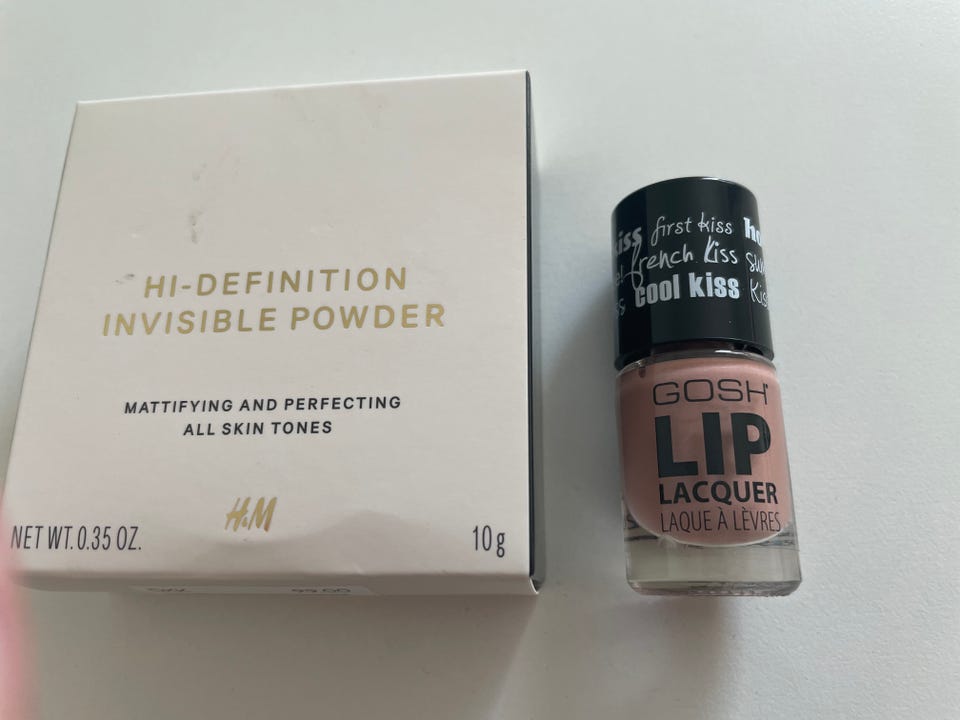 HI-DEFINITION
INVISIBLE POWDER
MATTIFYING AND PERFECTING
ALL SKIN TONES
H&M
NET WT. 0.35 OZ.
10g
first kiss
french kiss
cool kiss
GOSH
LIP
LACQUER
LAQUE À LÈVRES